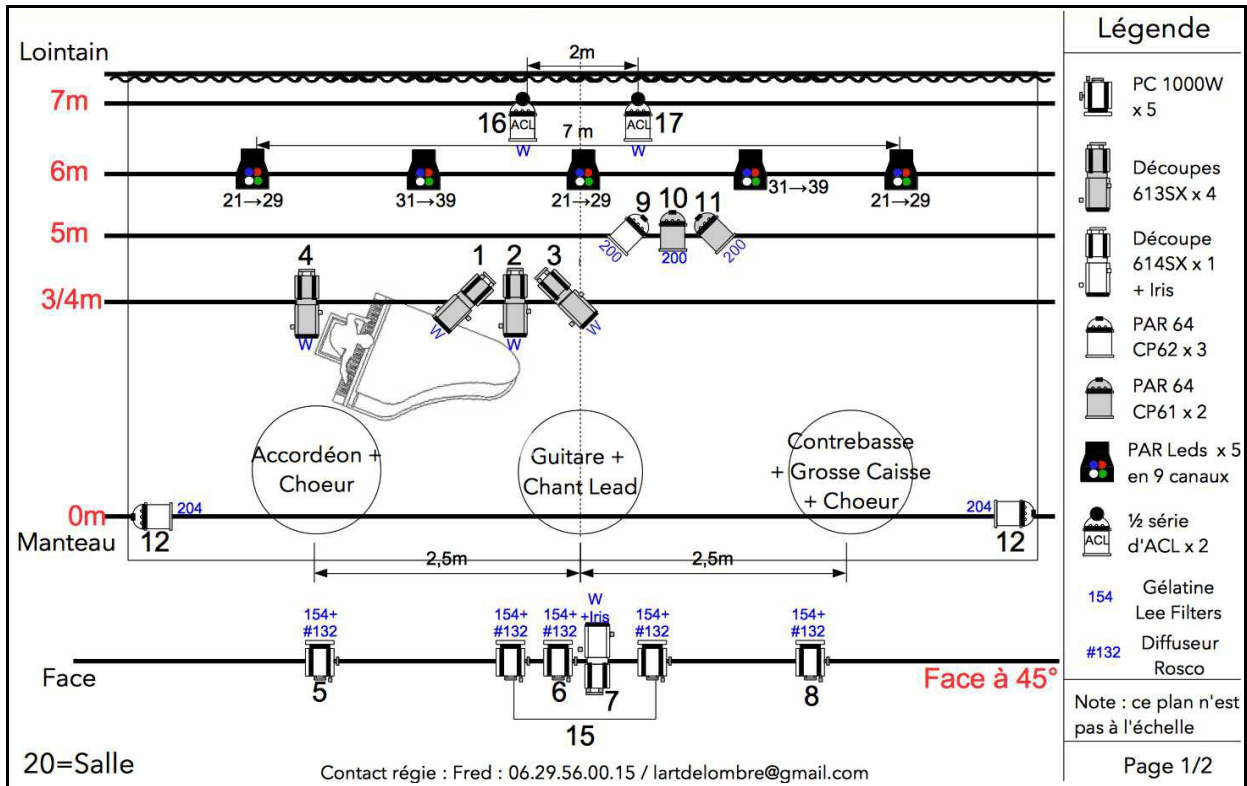 Lointain
2m
7m
16
ACL
ACL
17
W
W
7 m
6m
21→29
31→39
21→29
31→39
21→29
5m
9
10
11
200
200
200
4
1
2
3
3/4m
W
W
W
W
Accordéon +
Choeur
Guitare +
Chant Lead
Contrebasse
+ Grosse Caisse
+ Choeur
0m
204
204
Manteau
12
12
2,5m
2,5m
154+
#132
154+
#132
154+
#132
W
+Iris
154+
#132
154+
#132
Face
5
6
7
8
Face à 45°
15
20=Salle
Contact régie : Fred : 06.29.56.00.15 / lartdelombre@gmail.com
Légende
PC 1000W
x 5
Découpes
613SX x 4
Découpe
614SX x 1
+ Iris
PAR 64
CP62 x 3
PAR 64
CP61 x 2
PAR Leds x 5
en 9 canaux
ACL
½ série
d'ACL x 2
154
Gélatine
Lee Filters
#132
Diffuseur
Rosco
Note : ce plan n'est
pas à l'échelle
Page 1/2